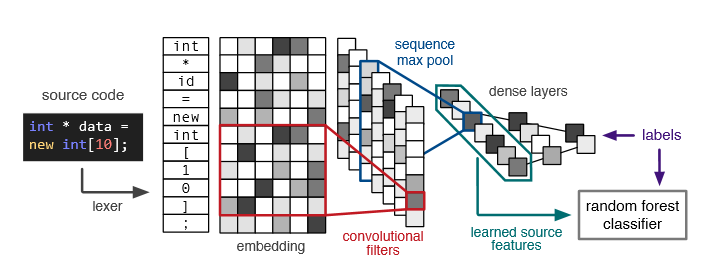 source code
int * data =
new int[10];
lexer
int
*
id
=
new
int
[
1
0
]
;
embedding
convolutional
filters
sequence
max pool
dense layers
learned source
features
labels
random forest
classifier